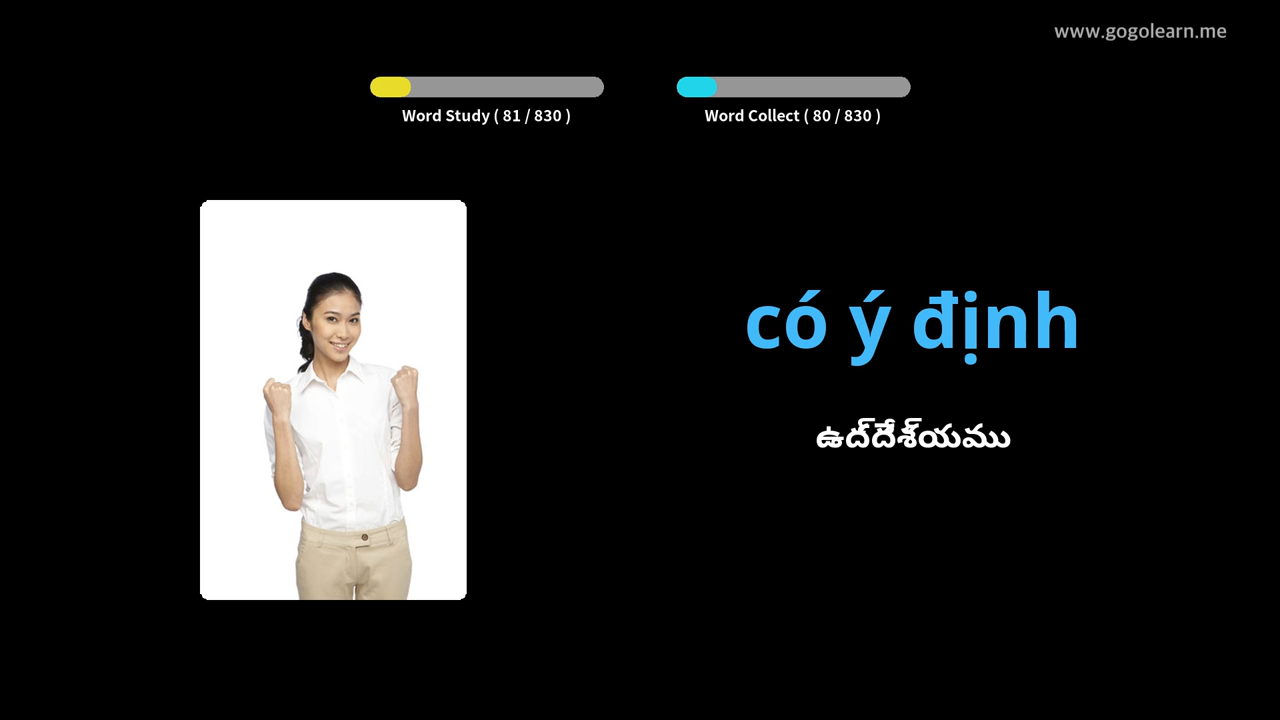 www.gogolearn.me
Word Study ( 81 / 830 )
Word Collect ( 80 / 830 )
có ý định
ఉద్దేశ్యము